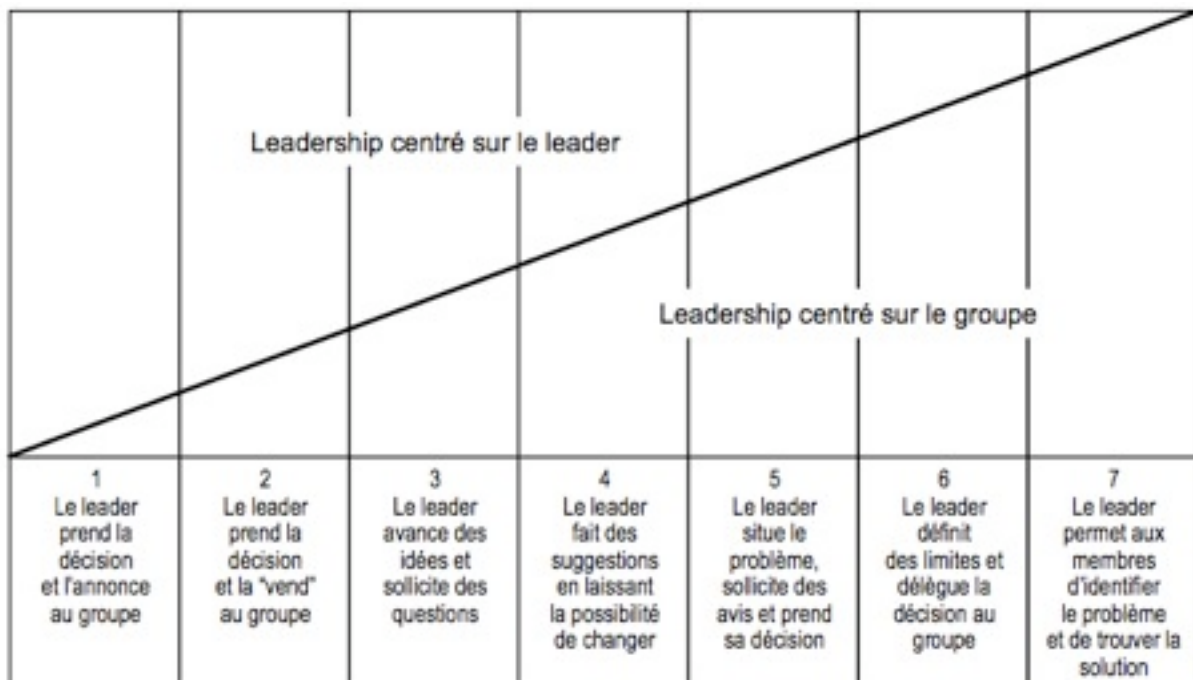 Leadership centré sur le leader
Leadership centré sur le groupe
1
Le leader
prend la
décision
et l'annonce
au groupe
2
Le leader
prend la
décision
et la "vend"
au groupe
3
Le leader
avance des
idées et
sollicite des
questions
4
Le leader
fait des
suggestions
en laissant
la possibilité
de changer
5
Le leader
situe le
problème,
sollicite des
avis et prend
sa décision
6
Le leader
définit
des limites et
délègue la
décision au
groupe
7
Le leader
permet aux
membres
d'identifier
le problème
et de trouver la
solution